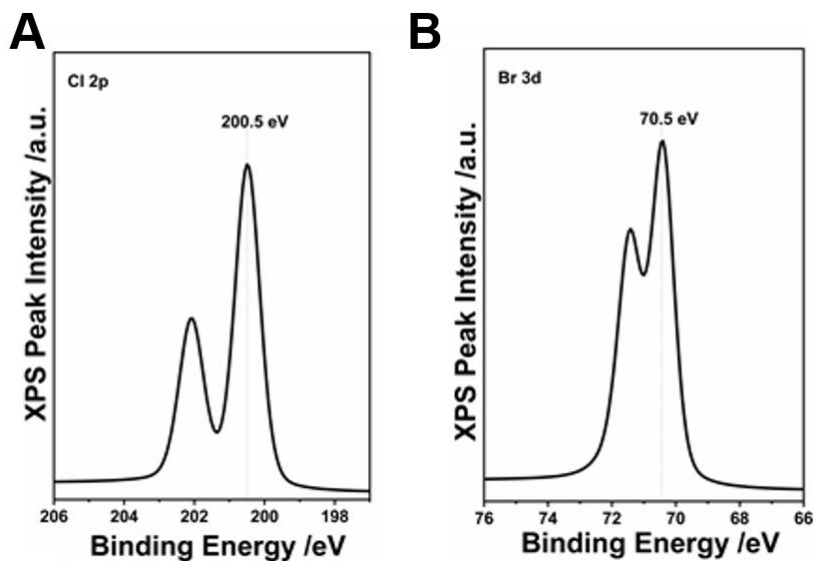 A
Cl 2p
200.5 eV
XPS Peak Intensity /a.u.
206 204 202 200 198
Binding Energy /eV
B
Br 3d
70.5 eV
XPS Peak Intensity /a.u.
76 74 72 70 68 66
Binding Energy /eV